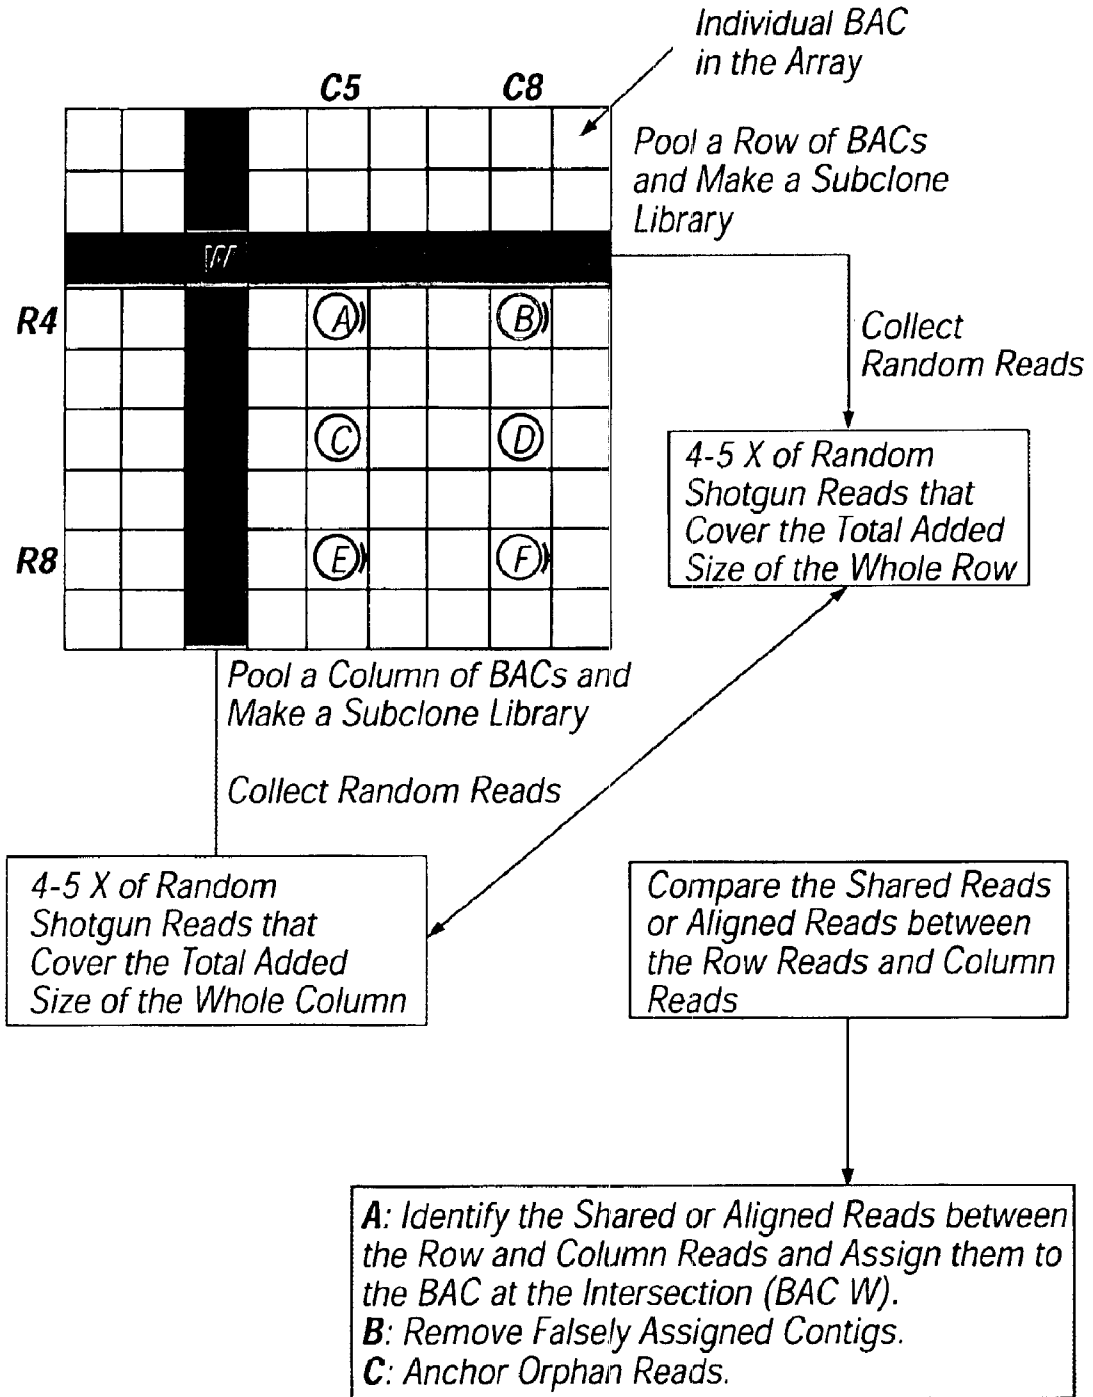 Individual BAC
in the Array
C5
C8
Pool a Row of BACs
and Make a Subclone
Library
W
R4
A
B
Collect
Random Reads
C
D
4-5 X of Random
Shotgun Reads that
Cover the Total Added
Size of the Whole Row
R8
E
F
Pool a Column of BACs and
Make a Subclone Library
Collect Random Reads
4-5 X of Random
Shotgun Reads that
Cover the Total Added
Size of the Whole Column
Compare the Shared Reads
or Aligned Reads between
the Row Reads and Column
Reads
A: Identify the Shared or Aligned Reads between
the Row and Column Reads and Assign them to
the BAC at the Intersection (BAC W).
B: Remove Falsely Assigned Contigs.
C: Anchor Orphan Reads.